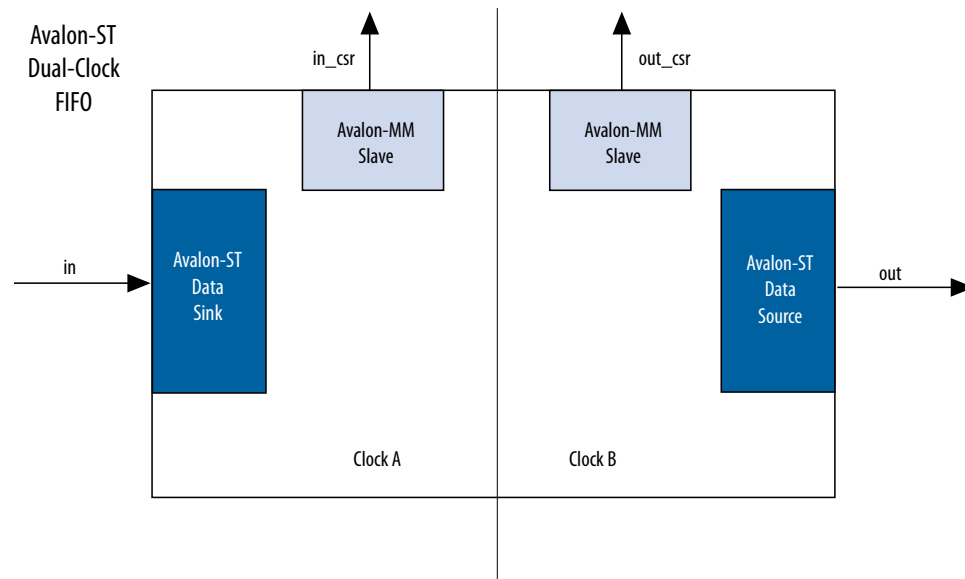 Avalon-ST
Dual-Clock
FIFO
in_csr
out_csr
Avalon-MM
Slave
Avalon-MM
Slave
in
Avalon-ST
Data
Sink
Avalon-ST
Data
Source
out
Clock A
Clock B